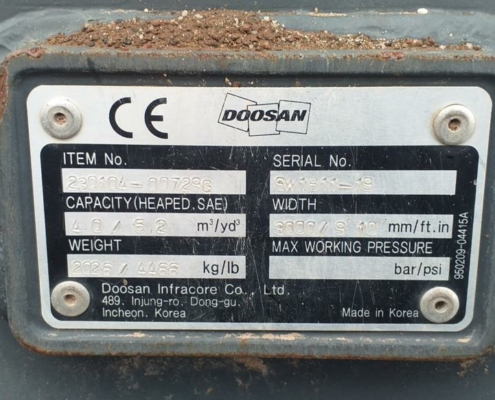 CE
DOOSAN
ITEM No. SERIAL No.
230104-00729G
CAPACITY(HEAPED.SAE) WIDTH
4.0 / 5.2 m³/yd³ mm/ft.in
WEIGHT MAX WORKING PRESSURE
2026 / 4466 kg/lb bar/psi
Doosan Infracore Co., Ltd.
489. Injung-ro. Dong-gu.
Incheon. Korea Made in Korea
950209-04415A